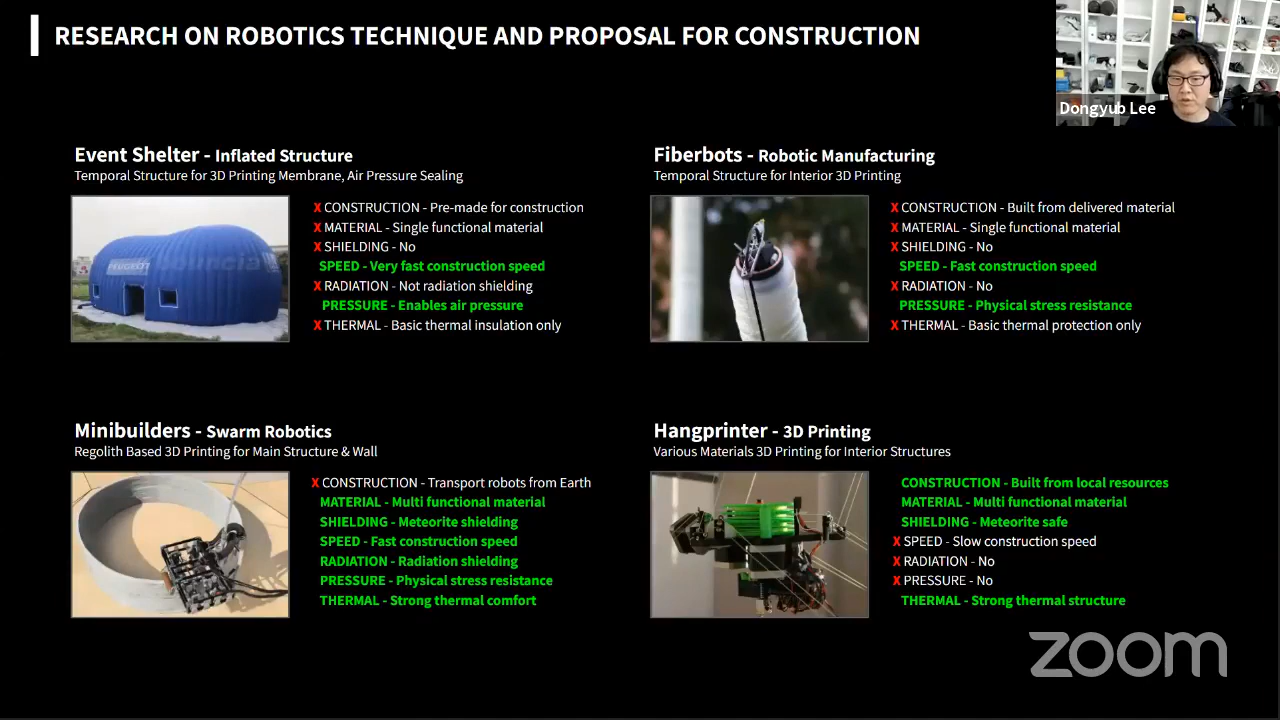 RESEARCH ON ROBOTICS TECHNIQUE AND PROPOSAL FOR CONSTRUCTION
Dongyub Lee
Event Shelter - Inflated Structure
Temporal Structure for 3D Printing Membrane, Air Pressure Sealing
X CONSTRUCTION - Pre-made for construction
X MATERIAL - Single functional material
X SHIELDING - No
SPEED - Very fast construction speed
X RADIATION - Not radiation shielding
PRESSURE - Enables air pressure
X THERMAL - Basic thermal insulation only
PEUGEOT
Fiberbots - Robotic Manufacturing
Temporal Structure for Interior 3D Printing
X CONSTRUCTION - Built from delivered material
X MATERIAL - Single functional material
X SHIELDING - No
SPEED - Fast construction speed
X RADIATION - No
PRESSURE - Physical stress resistance
X THERMAL - Basic thermal protection only
Minibuilders - Swarm Robotics
Regolith Based 3D Printing for Main Structure & Wall
X CONSTRUCTION - Transport robots from Earth
MATERIAL - Multi functional material
SHIELDING - Meteorite shielding
SPEED - Fast construction speed
RADIATION - Radiation shielding
PRESSURE - Physical stress resistance
THERMAL - Strong thermal comfort
Hangprinter - 3D Printing
Various Materials 3D Printing for Interior Structures
CONSTRUCTION - Built from local resources
MATERIAL - Multi functional material
SHIELDING - Meteorite safe
X SPEED - Slow construction speed
X RADIATION - No
X PRESSURE - No
THERMAL - Strong thermal structure
zoom